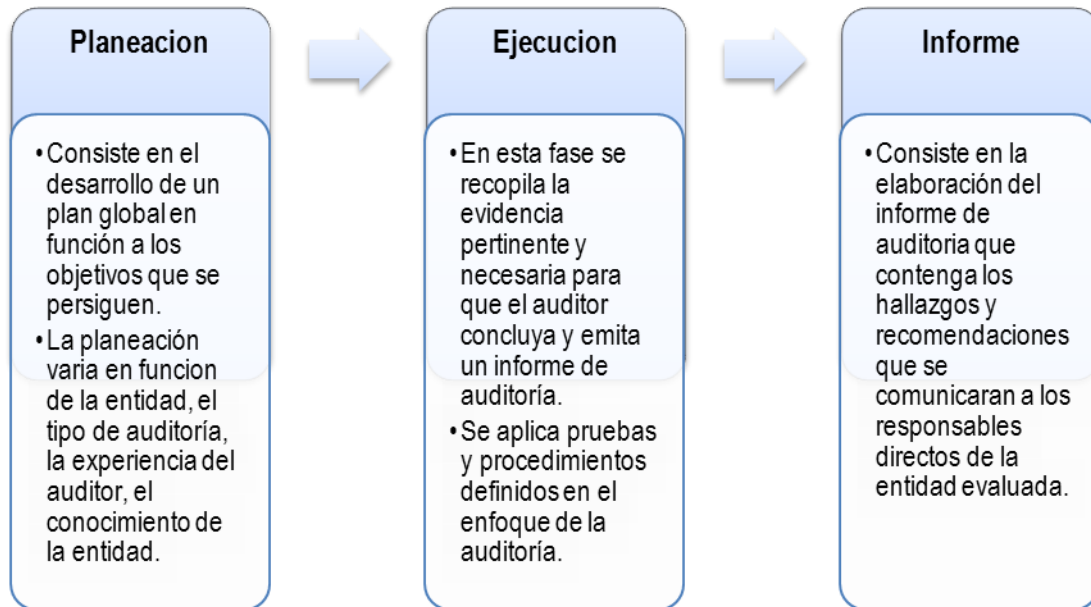 Planeacion
•Consiste en el
desarrollo de un
plan global en
función a los
objetivos que se
persiguen.
•La planeación
varia en funcion
de la entidad, el
tipo de auditoría,
la experiencia del
auditor, el
conocimiento de
la entidad.
Ejecucion
•En esta fase se
recopila la
evidencia
pertinente y
necesaria para
que el auditor
concluya y emita
un informe de
auditoría.
•Se aplica pruebas
y procedimientos
definidos en el
enfoque de la
auditoría.
Informe
•Consiste en la
elaboración del
informe de
auditoria que
contenga los
hallazgos y
recomendaciones
que se
comunicaran a los
responsables
directos de la
entidad evaluada.